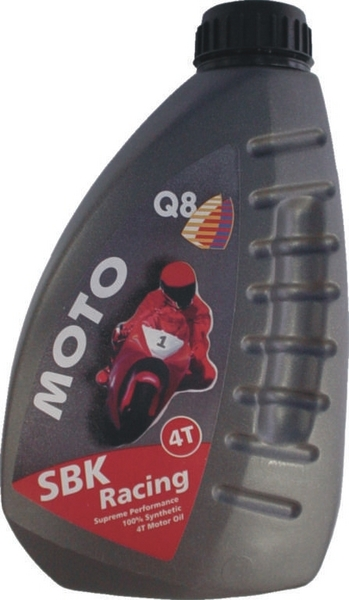 Q8
MOTO
1
4T
SBK
Racing
Supreme Performance
100% Synthetic
4T Motor Oil